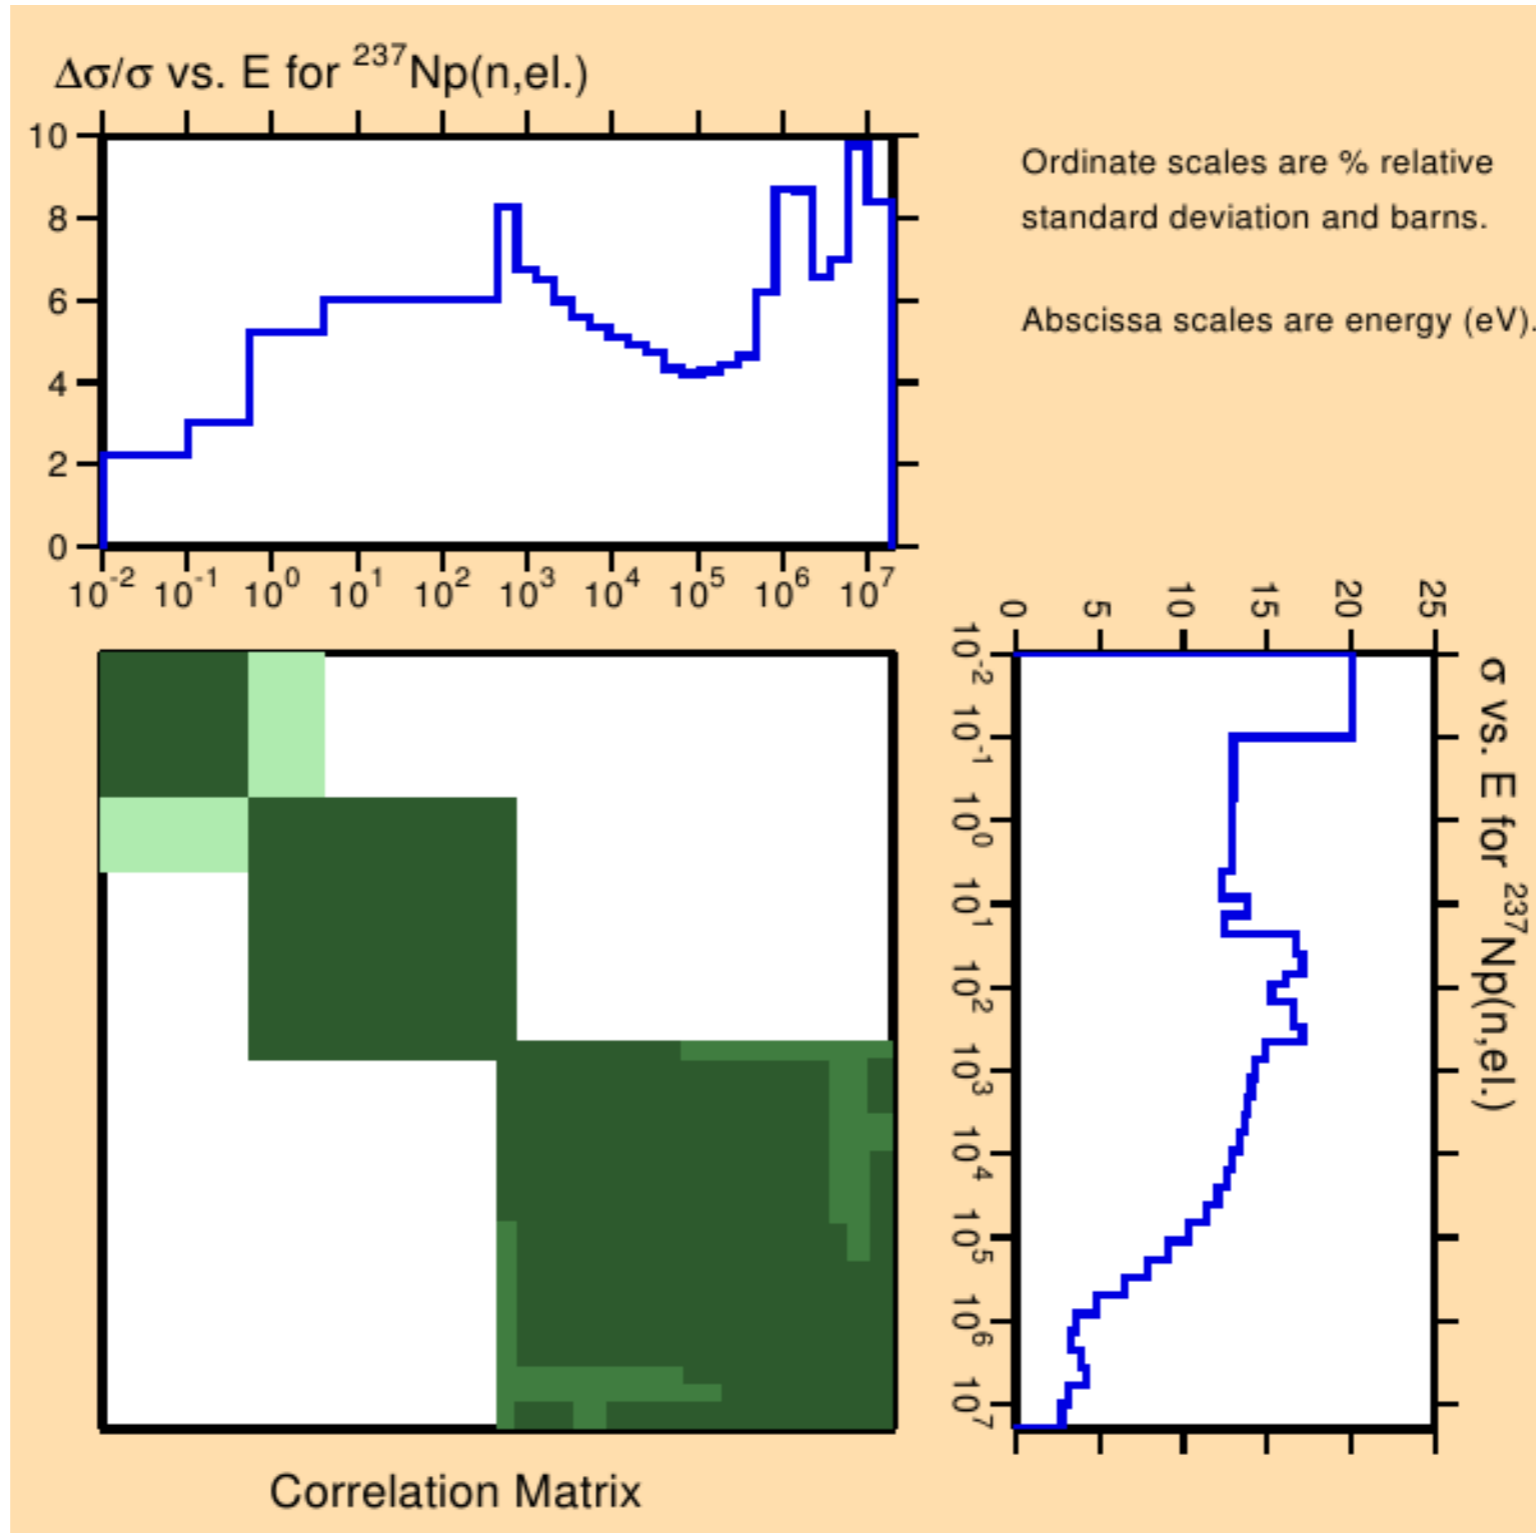 Δσ/σ vs. E for ²³⁷Np(n,el.)
10
8
6
4
2
0
10⁻² 10⁻¹ 10⁰ 10¹ 10² 10³ 10⁴ 10⁵ 10⁶ 10⁷
Ordinate scales are % relative
standard deviation and barns.
Abscissa scales are energy (eV).
0 5 10 15 20 25
10⁻² 10⁻¹ 10⁰ 10¹ 10² 10³ 10⁴ 10⁵ 10⁶ 10⁷
σ vs. E for ²³⁷Np(n,el.)
Correlation Matrix